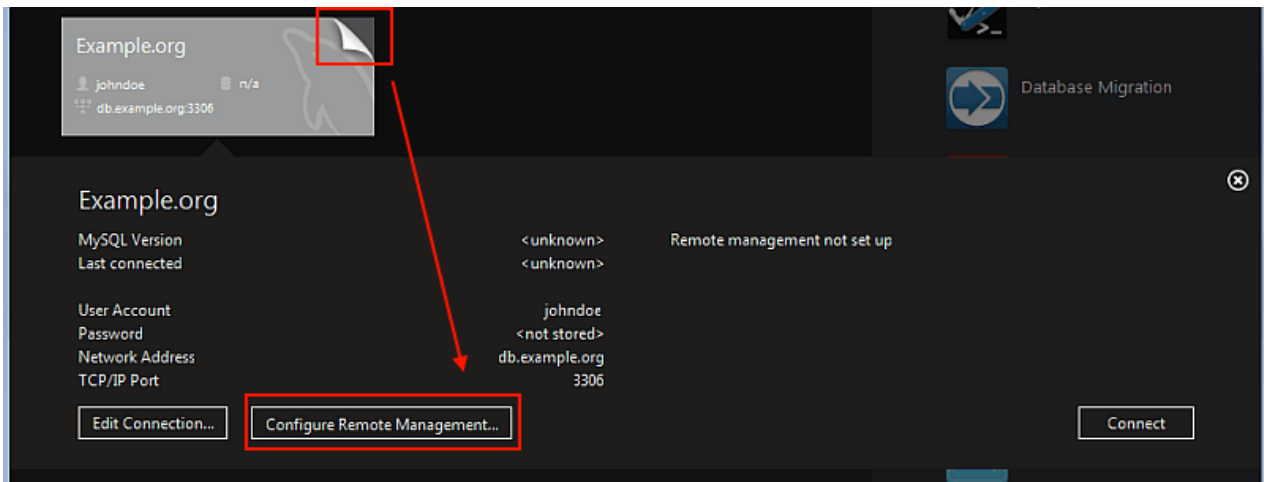 Example.org
johndoe n/a
db.example.org:3306
Database Migration
Example.org
MySQL Version <unknown> Remote management not set up
Last connected <unknown>
User Account johndoe
Password <not stored>
Network Address db.example.org
TCP/IP Port 3306
Edit Connection... Configure Remote Management... Connect